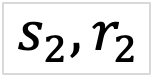 s₂, r₂